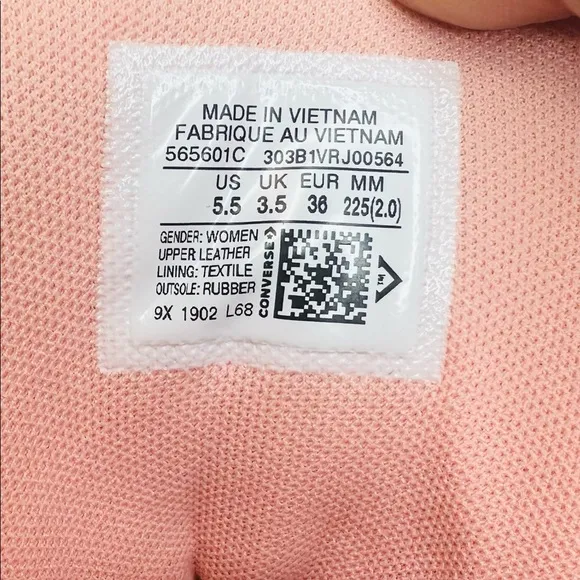 MADE IN VIETNAM
FABRIQUE AU VIETNAM
565601C 303B1VRJ00564
US UK EUR MM
5.5 3.5 36 225(2.0)
GENDER: WOMEN
UPPER: LEATHER
LINING: TEXTILE
OUTSOLE: RUBBER
9X 1902 L68
CONVERSE
TM